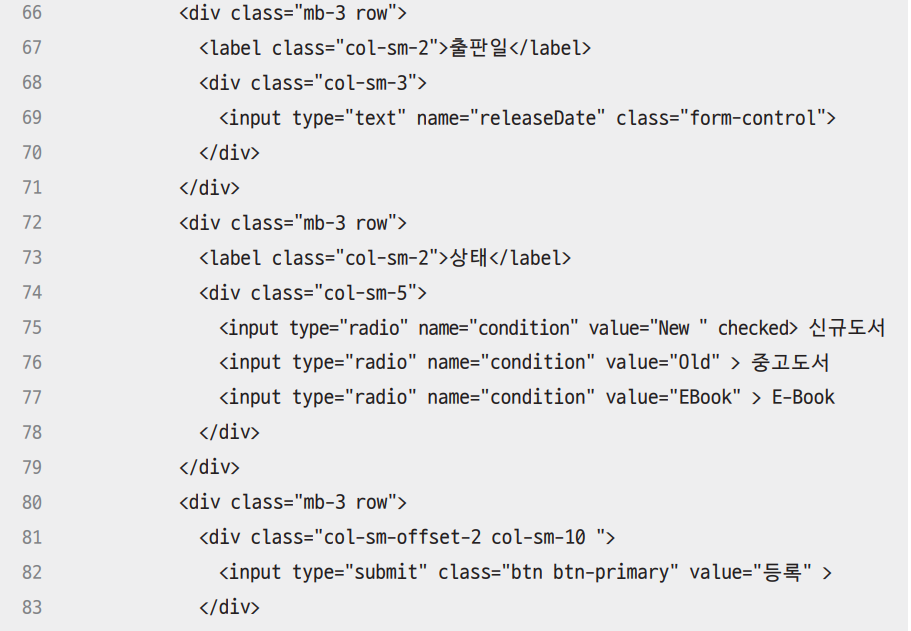 66 <div class="mb-3 row">
67 <label class="col-sm-2">출판일</label>
68 <div class="col-sm-3">
69 <input type="text" name="releaseDate" class="form-control">
70 </div>
71 </div>
72 <div class="mb-3 row">
73 <label class="col-sm-2">상태</label>
74 <div class="col-sm-5">
75 <input type="radio" name="condition" value="New " checked> 신규도서
76 <input type="radio" name="condition" value="Old" > 중고도서
77 <input type="radio" name="condition" value="EBook" > E-Book
78 </div>
79 </div>
80 <div class="mb-3 row">
81 <div class="col-sm-offset-2 col-sm-10 ">
82 <input type="submit" class="btn btn-primary" value="등록" >
83 </div>